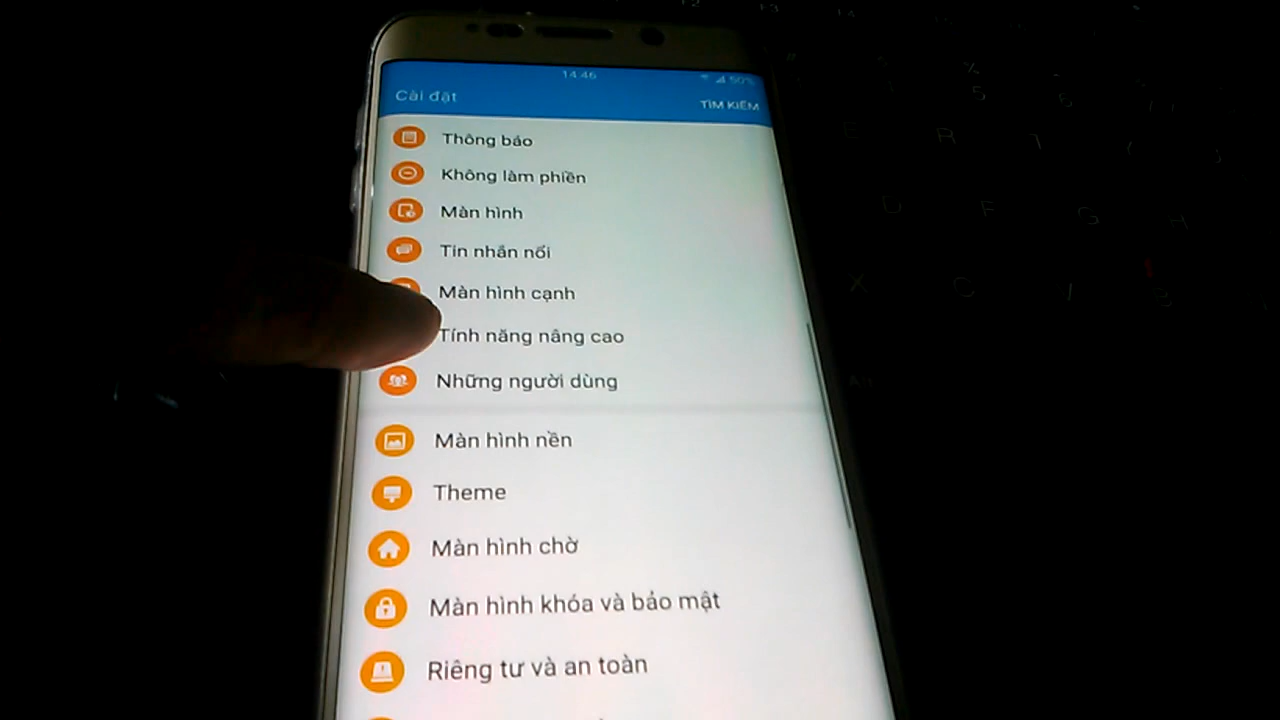 14:46
50%
Cài đặt
TÌM KIẾM
Thông báo
Không làm phiền
Màn hình
Tin nhắn nổi
Màn hình cạnh
Tính năng nâng cao
Những người dùng
Màn hình nền
Theme
Màn hình chờ
Màn hình khóa và bảo mật
Riêng tư và an toàn